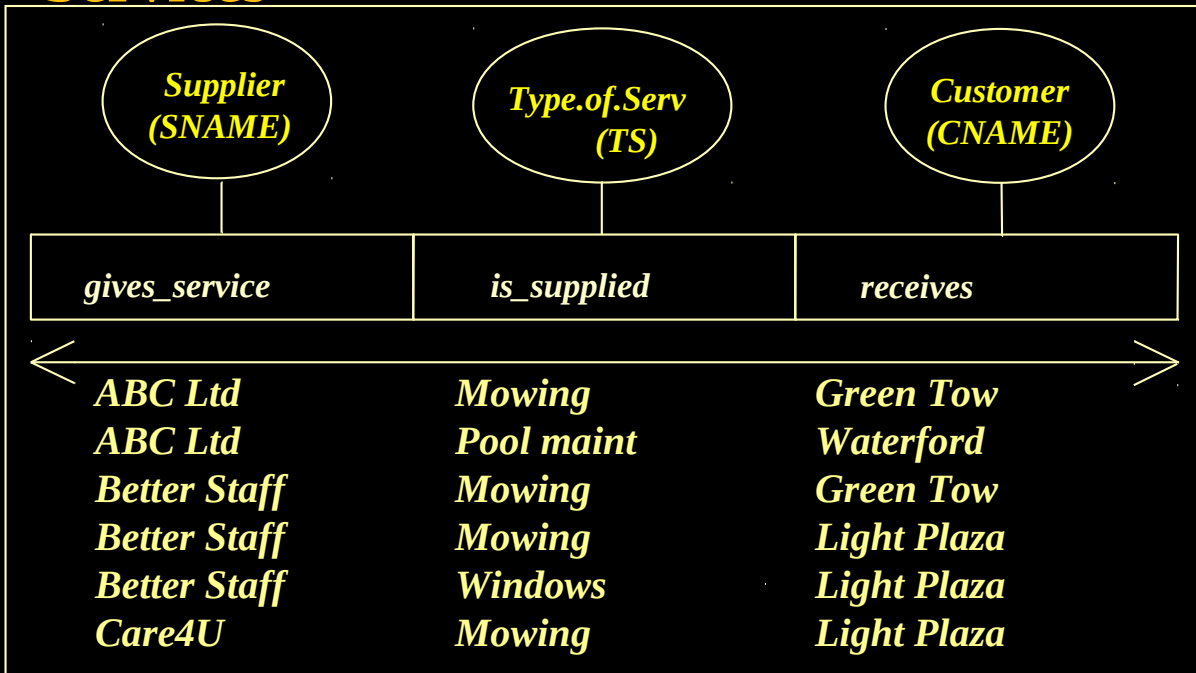 Supplier
(SNAME)
Type.of.Serv
(TS)
Customer
(CNAME)
gives_service is_supplied receives
ABC Ltd Mowing Green Tow
ABC Ltd Pool maint Waterford
Better Staff Mowing Green Tow
Better Staff Mowing Light Plaza
Better Staff Windows Light Plaza
Care4U Mowing Light Plaza